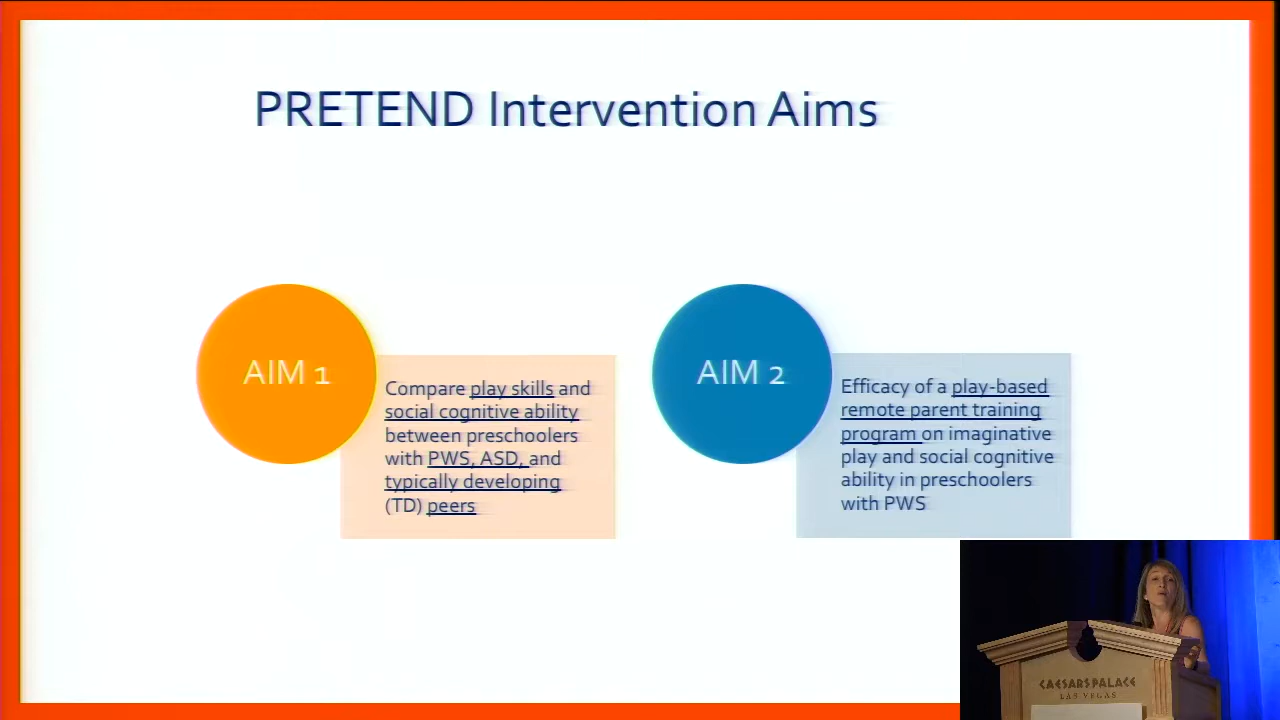 PRETEND Intervention Aims
AIM 1
Compare play skills and
social cognitive ability
between preschoolers
with PWS, ASD, and
typically developing
(TD) peers
AIM 2
Efficacy of a play-based
remote parent training
program on imaginative
play and social cognitive
ability in preschoolers
with PWS
CAESARS PALACE
LAS VEGAS